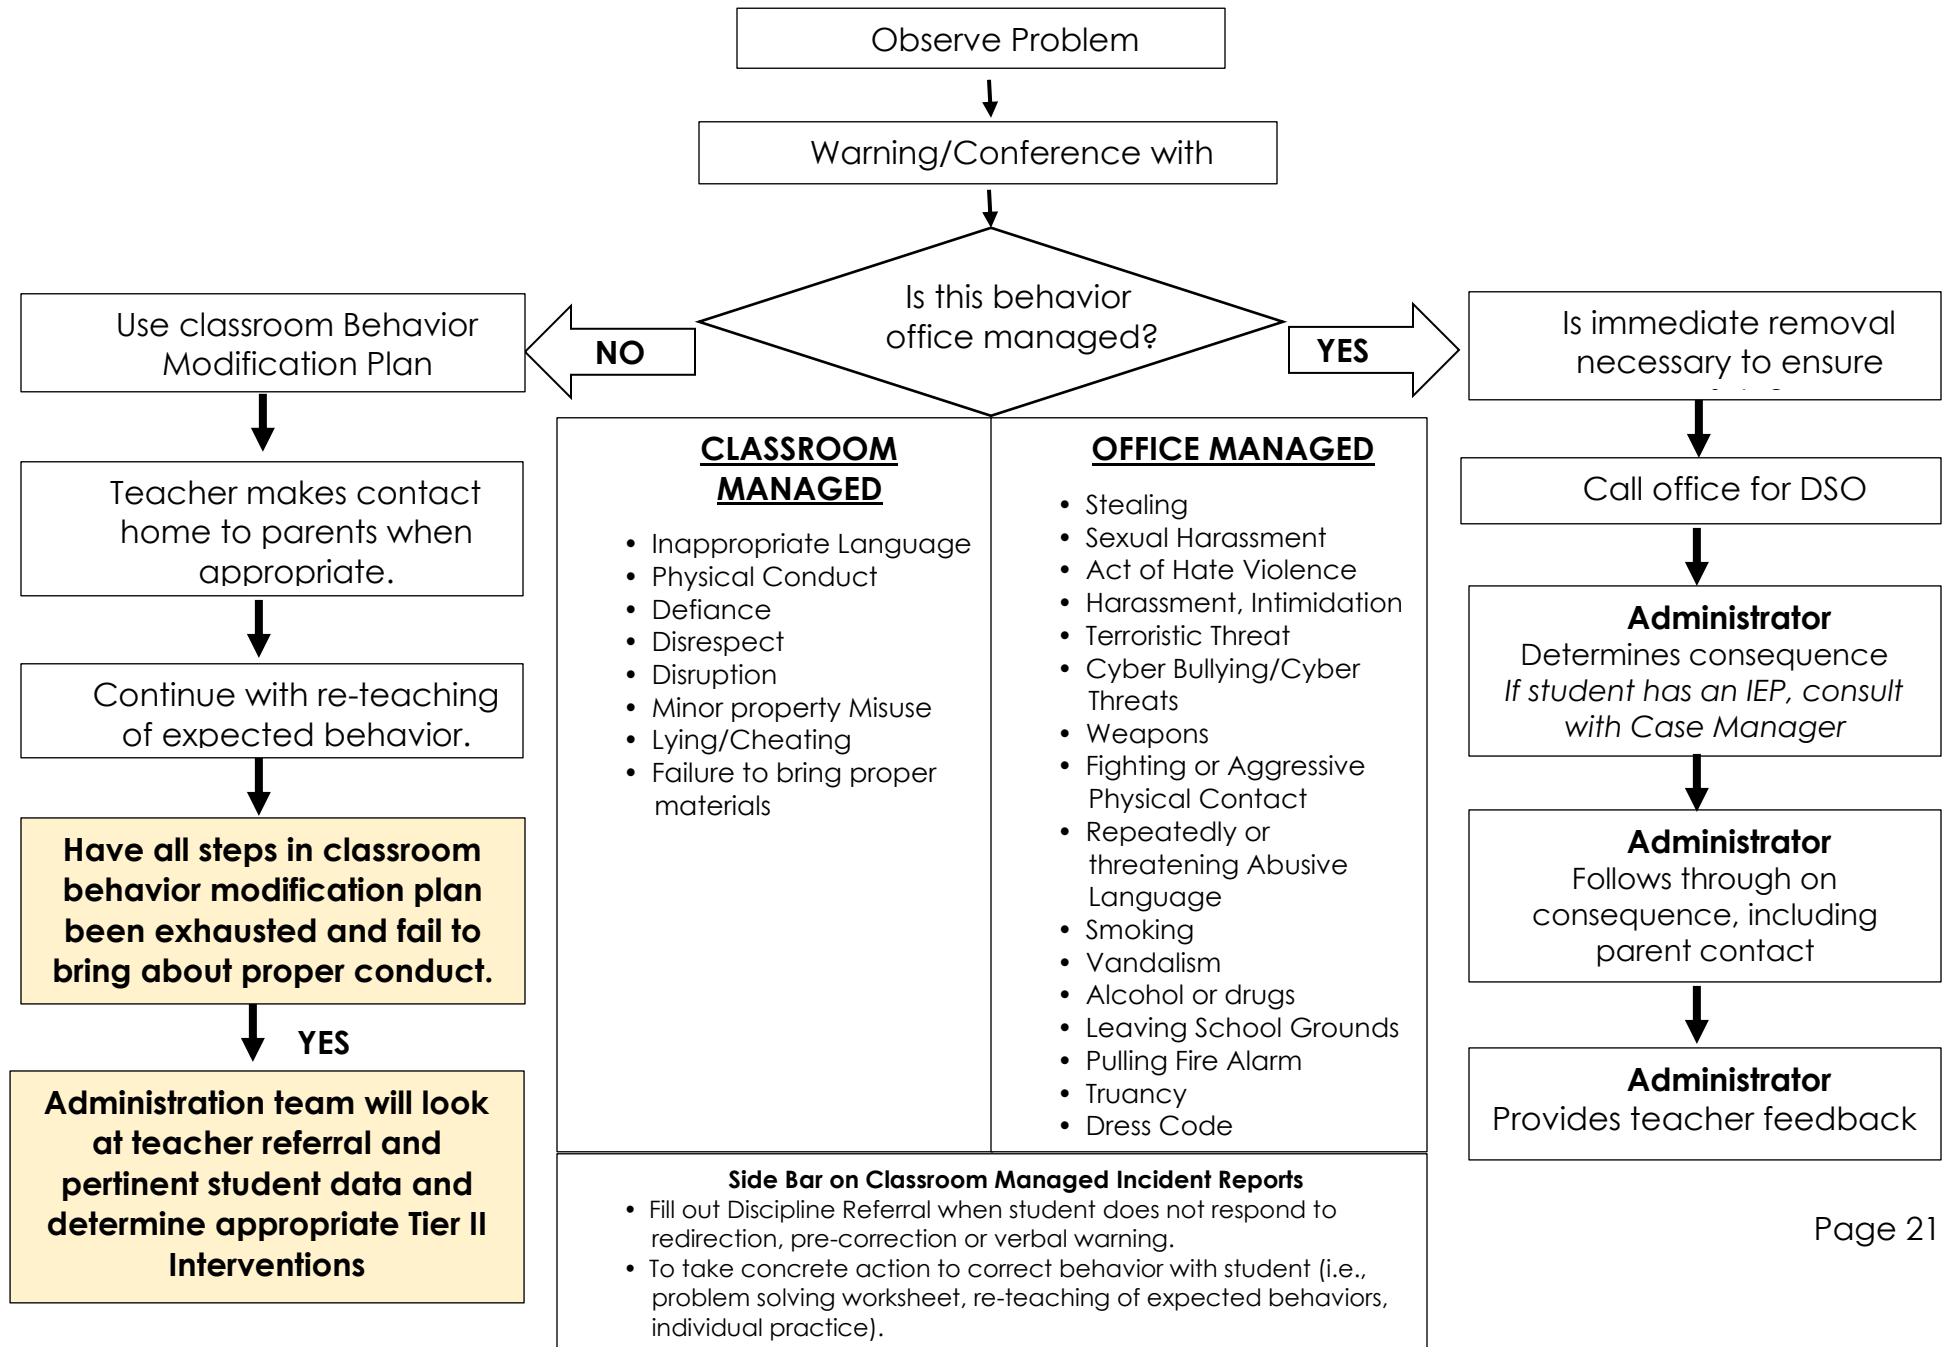 Observe Problem
Warning/Conference with
Is this behavior
office managed?
NO
YES
Use classroom Behavior
Modification Plan
Teacher makes contact
home to parents when
appropriate.
Continue with re-teaching
of expected behavior.
Have all steps in classroom
behavior modification plan
been exhausted and fail to
bring about proper conduct.
YES
Administration team will look
at teacher referral and
pertinent student data and
determine appropriate Tier II
Interventions
CLASSROOM
MANAGED
• Inappropriate Language
• Physical Conduct
• Defiance
• Disrespect
• Disruption
• Minor property Misuse
• Lying/Cheating
• Failure to bring proper
materials
OFFICE MANAGED
• Stealing
• Sexual Harassment
• Act of Hate Violence
• Harassment, Intimidation
• Terroristic Threat
• Cyber Bullying/Cyber
Threats
• Weapons
• Fighting or Aggressive
Physical Contact
• Repeatedly or
threatening Abusive
Language
• Smoking
• Vandalism
• Alcohol or drugs
• Leaving School Grounds
• Pulling Fire Alarm
• Truancy
• Dress Code
Side Bar on Classroom Managed Incident Reports
• Fill out Discipline Referral when student does not respond to
redirection, pre-correction or verbal warning.
• To take concrete action to correct behavior with student (i.e.,
problem solving worksheet, re-teaching of expected behaviors,
individual practice).
Is immediate removal
necessary to ensure
Call office for DSO
Administrator
Determines consequence
If student has an IEP, consult
with Case Manager
Administrator
Follows through on
consequence, including
parent contact
Administrator
Provides teacher feedback
Page 21